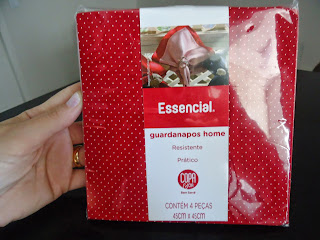 Essencial.
guardanapos home
Resistente
Prático
COPA
CONTÉM 4 PEÇAS
45cm x 45cm